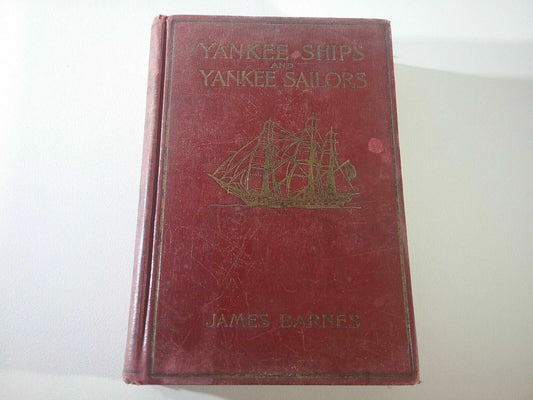 YANKEE SHIPS
AND
YANKEE SAILORS
JAMES BARNES